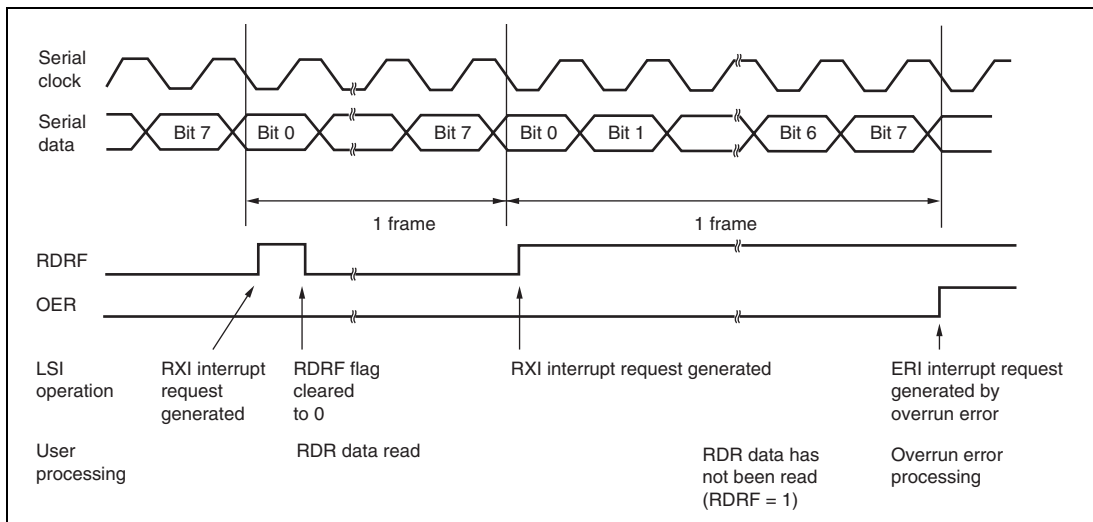 Serial
clock
Serial
data
Bit 7
Bit 0
Bit 7
Bit 0
Bit 1
Bit 6
Bit 7
1 frame
1 frame
RDRF
OER
LSI
operation
RXI interrupt
request
generated
RDRF flag
cleared
to 0
RXI interrupt request generated
ERI interrupt request
generated by
overrun error
User
processing
RDR data read
RDR data has
not been read
(RDRF = 1)
Overrun error
processing